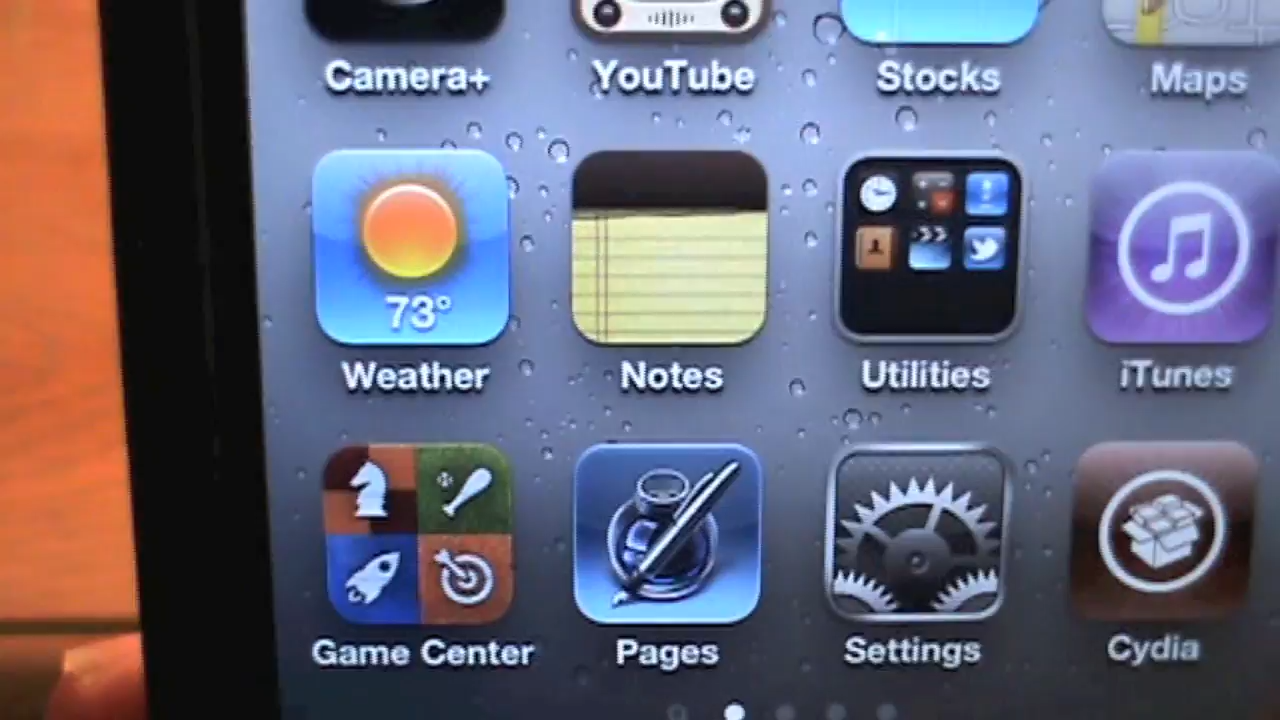 Camera+ YouTube Stocks Maps
73°
Weather Notes Utilities iTunes
Game Center Pages Settings Cydia